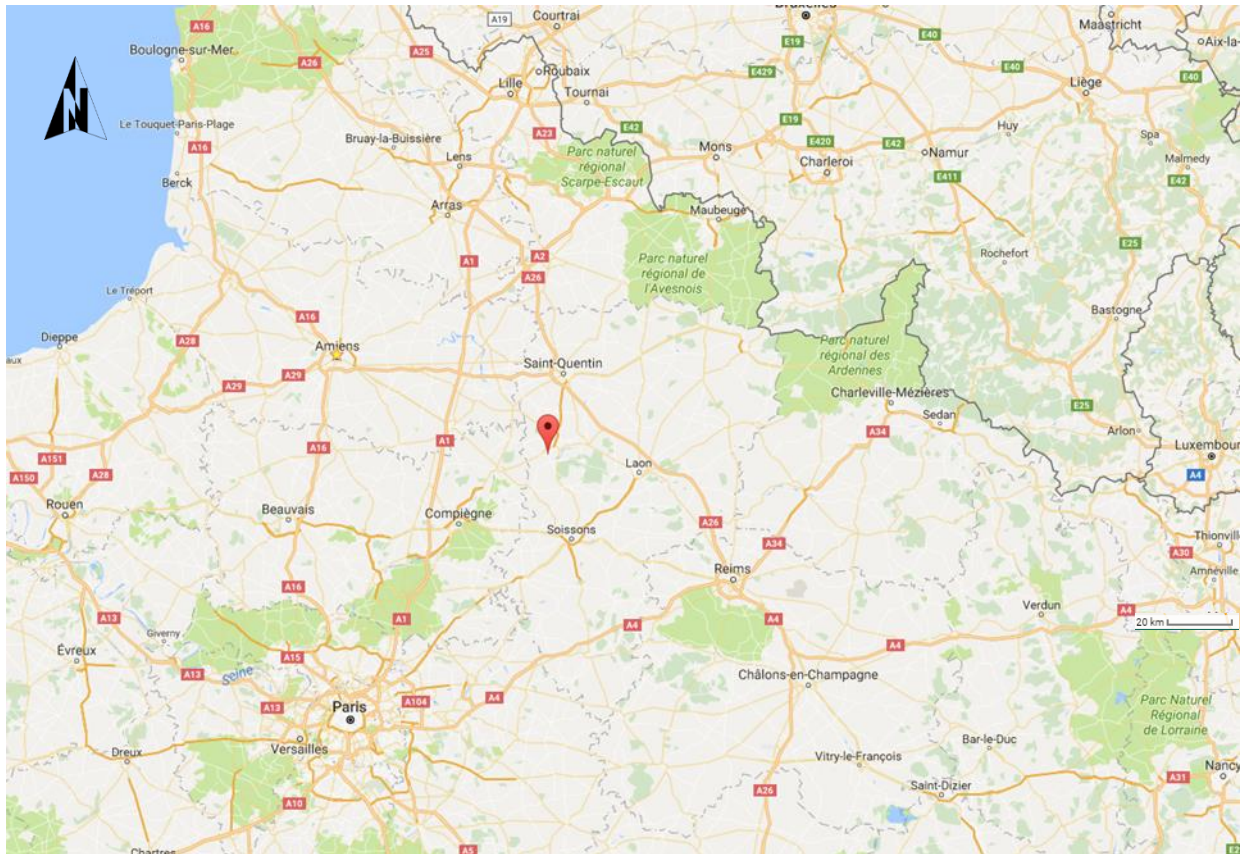 Bruxelles
Courtrai
A19
A16
E19
E40
Maastricht
Aix-la-
Boulogne-sur-Mer
A25
A26
Roubaix
Lille
Tournai
E429
E40
Liège
E40
N
Le Touquet-Paris-Plage
Bruay-la-Buissière
A23
E42
E19
Huy
Spa
A16
Lens
Parc naturel
régional
Scarpe-Escaut
Mons
E420
E42
Namur
Malmedy
Charleroi
E411
E42
Berck
Arras
Maubeuge
E25
A1
A2
Rochefort
A26
Parc naturel
régional de
l'Avesnois
Le Tréport
Bastogne
A16
Dieppe
A28
Amiens
Parc naturel
régional des
Ardennes
aux
Saint-Quentin
A29
A29
Charleville-Mézières
E25
Sedan
A34
Arlon
A16
A1
Luxembourg
A151
A150
A28
Laon
A4
Rouen
Beauvais
Compiègne
A26
Soissons
A34
Thionville
A30
Reims
Amnéville
A16
Verdun
A13
A1
A4
A4
A4
20 km
Giverny
A4
Évreux
A15
Seine
A13
Châlons-en-Champagne
A4
A104
A13
Paris
Parc Naturel
Régional
de Lorraine
Versailles
Bar-le-Duc
Dreux
Vitry-le-François
Nancy
A31
Saint-Dizier
A26
A10
Chartres
A5
E2